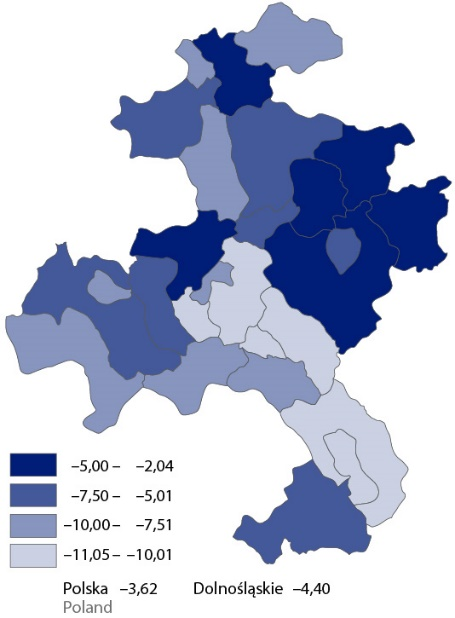 –5,00 – –2,04
–7,50 – –5,01
–10,00 – –7,51
–11,05 – –10,01
Polska –3,62 Dolnośląskie –4,40
Poland